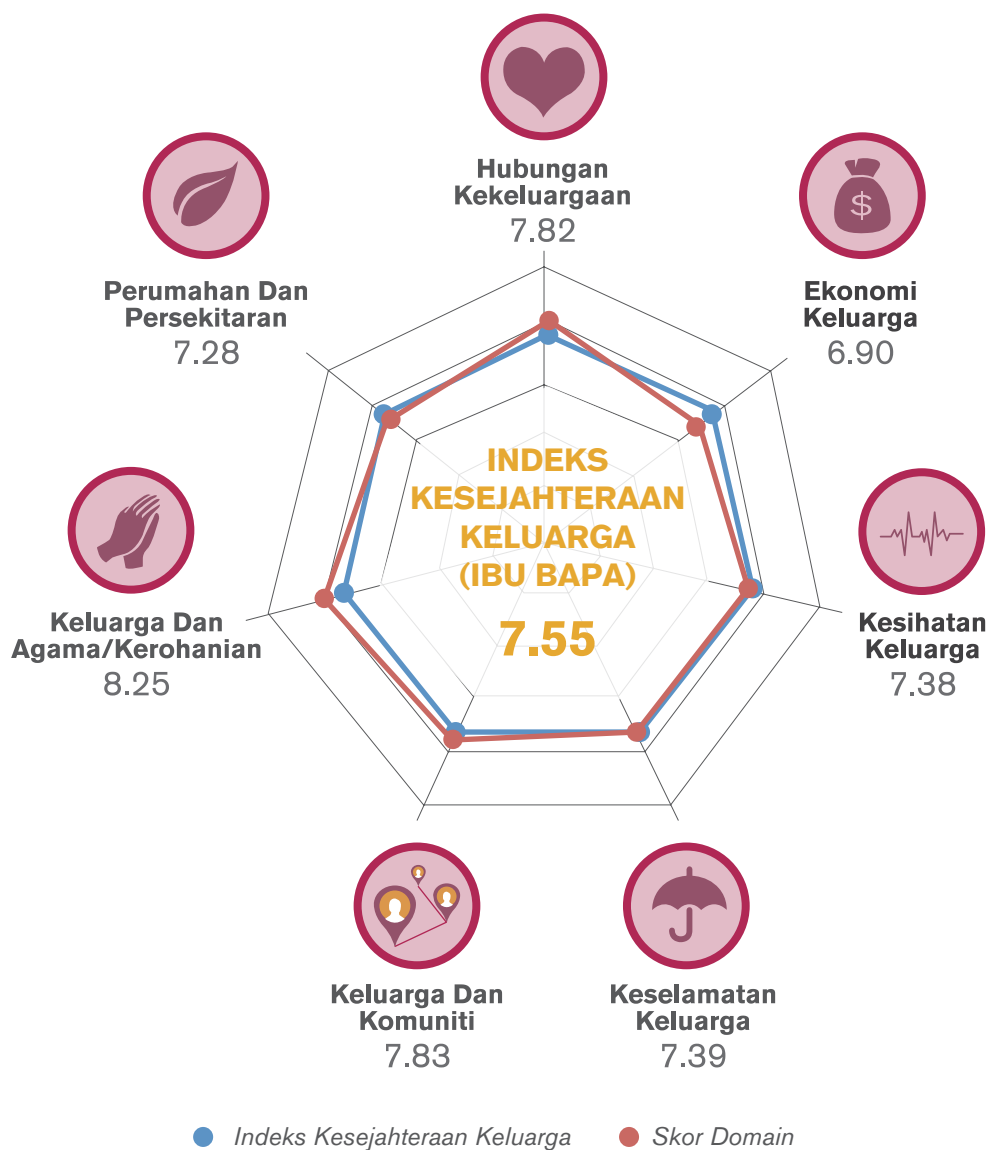 Hubungan
Kekeluargaan
7.82
Perumahan Dan
Persekitaran
7.28
$
Ekonomi
Keluarga
6.90
INDEKS
KESEJAHTERAAN
KELUARGA
(IBU BAPA)
7.55
Keluarga Dan
Agama/Kerohanian
8.25
Kesihatan
Keluarga
7.38
Keluarga Dan
Komuniti
7.83
Keselamatan
Keluarga
7.39
Indeks Kesejahteraan Keluarga
Skor Domain